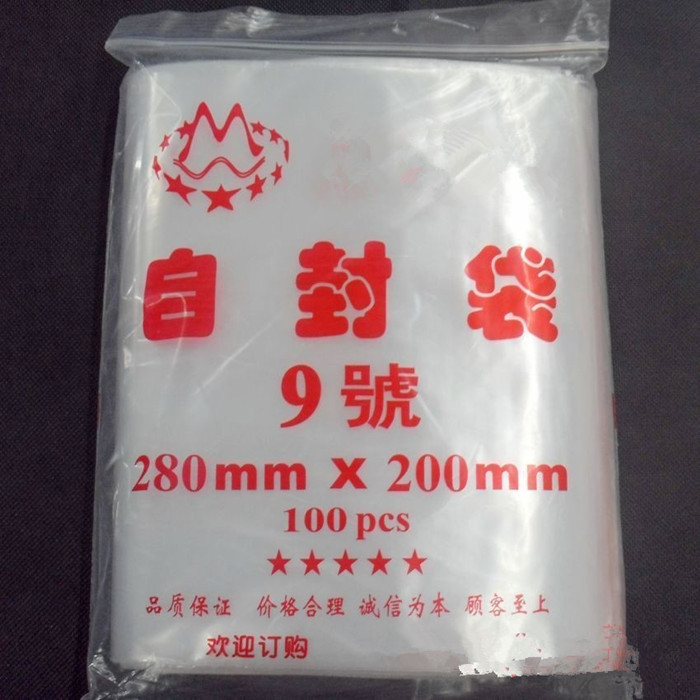 自封袋
9號
280mm X 200mm
100 pcs
品质保证 价格合理 诚信为本 顾客至上
欢迎订购